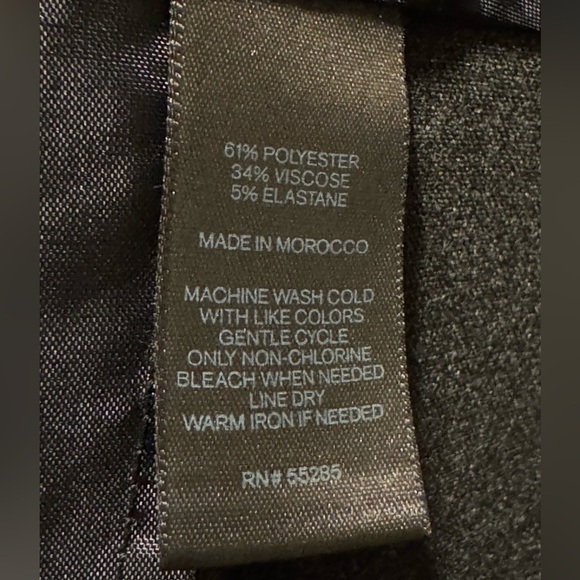 61% POLYESTER
34% VISCOSE
5% ELASTANE
MADE IN MOROCCO
MACHINE WASH COLD
WITH LIKE COLORS
GENTLE CYCLE
ONLY NON-CHLORINE
BLEACH WHEN NEEDED
LINE DRY
WARM IRON IF NEEDED
RN# 55285